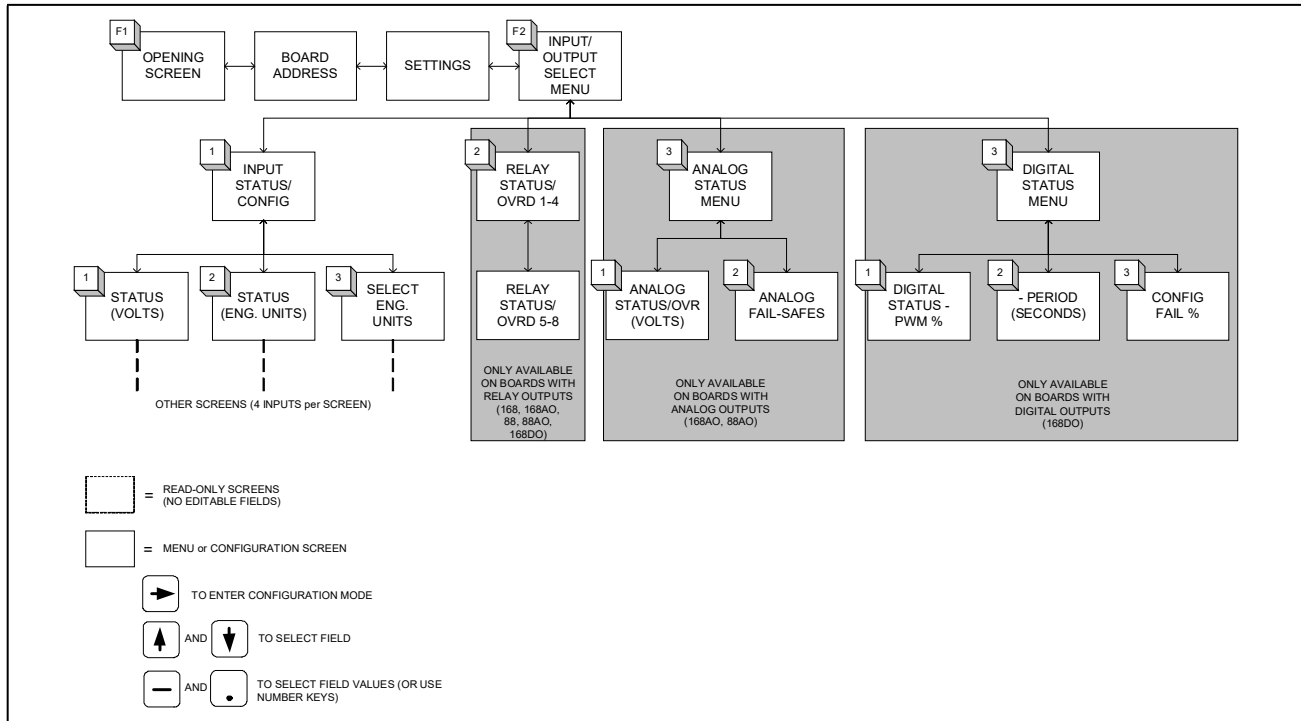 F1
OPENING
SCREEN
BOARD
ADDRESS
SETTINGS
F2
INPUT/
OUTPUT
SELECT
MENU
1
INPUT
STATUS/
CONFIG
2
RELAY
STATUS/
OVRD 1-4
3
ANALOG
STATUS
MENU
3
DIGITAL
STATUS
MENU
1
STATUS
(VOLTS)
2
STATUS
(ENG. UNITS)
3
SELECT
ENG.
UNITS
RELAY
STATUS/
OVRD 5-8
1
ANALOG
STATUS/OVR
(VOLTS)
2
ANALOG
FAIL-SAFES
1
DIGITAL
STATUS -
PWM %
2
- PERIOD
(SECONDS)
3
CONFIG
FAIL %
OTHER SCREENS (4 INPUTS per SCREEN)
ONLY AVAILABLE
ON BOARDS WITH
RELAY OUTPUTS
(168, 168AO,
88, 88AO,
168DO)
ONLY AVAILABLE
ON BOARDS WITH
ANALOG OUTPUTS
(168AO, 88AO)
ONLY AVAILABLE
ON BOARDS WITH
DIGITAL OUTPUTS
(168DO)
= READ-ONLY SCREENS
(NO EDITABLE FIELDS)
= MENU or CONFIGURATION SCREEN
TO ENTER CONFIGURATION MODE
AND TO SELECT FIELD
AND TO SELECT FIELD VALUES (OR USE
NUMBER KEYS)